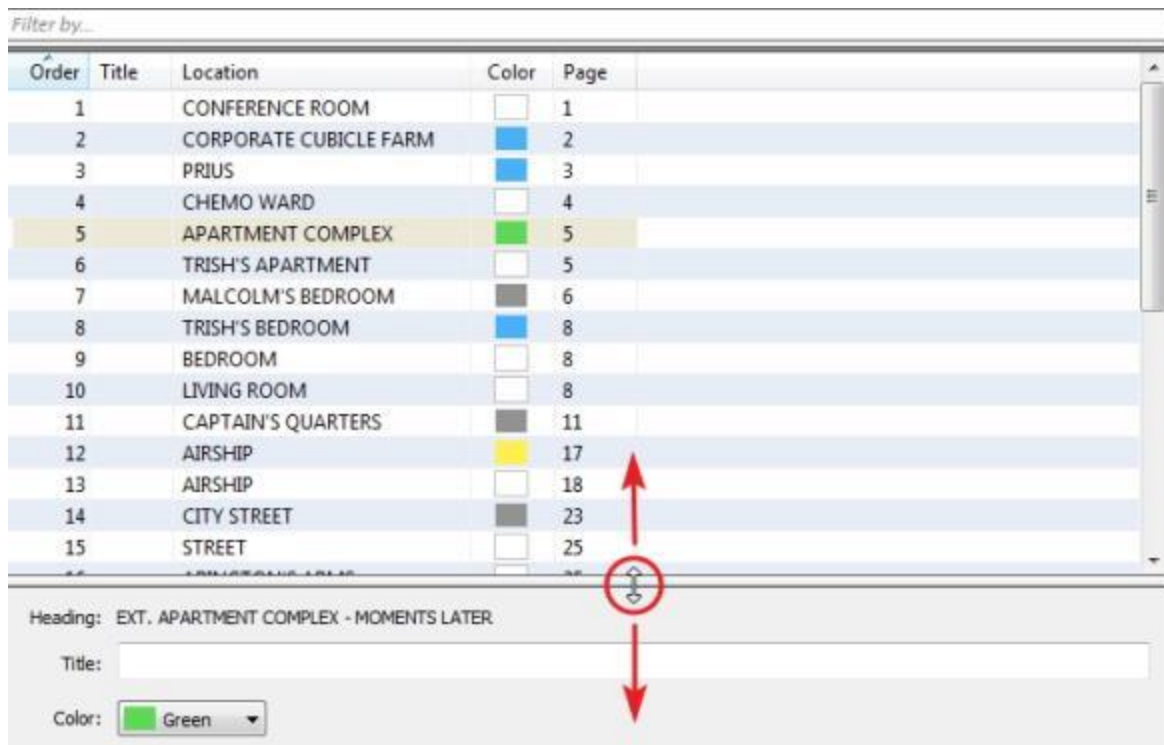 Filter by...
Order Title Location Color Page
1 CONFERENCE ROOM 1
2 CORPORATE CUBICLE FARM 2
3 PRIUS 3
4 CHEMO WARD 4
5 APARTMENT COMPLEX 5
6 TRISH'S APARTMENT 5
7 MALCOLM'S BEDROOM 6
8 TRISH'S BEDROOM 8
9 BEDROOM 8
10 LIVING ROOM 8
11 CAPTAIN'S QUARTERS 11
12 AIRSHIP 17
13 AIRSHIP 18
14 CITY STREET 23
15 STREET 25
Heading: EXT. APARTMENT COMPLEX - MOMENTS LATER
Title:
Color: Green